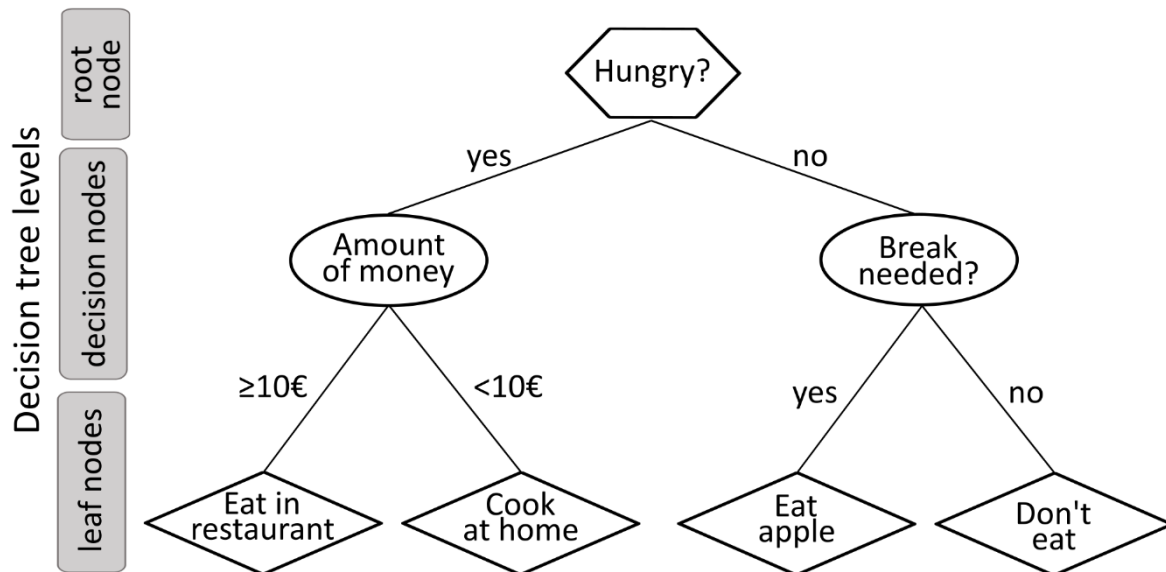 Decision tree levels
root
node
decision nodes
leaf nodes
Hungry?
yes
no
Amount
of money
Break
needed?
≥10€
<10€
yes
no
Eat in
restaurant
Cook
at home
Eat
apple
Don't
eat